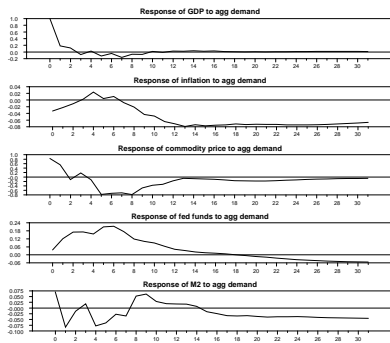 Response of GDP to agg demand
1.0
0.8
0.6
0.4
0.2
0.0
-0.2
0 2 4 6 8 10 12 14 16 18 20 22 24 26 28 30
Response of inflation to agg demand
0.04
0.00
-0.04
-0.08
0 2 4 6 8 10 12 14 16 18 20 22 24 26 28 30
Response of commodity price to agg demand
1.0
0 2 4 6 8 10 12 14 16 18 20 22 24 26 28 30
Response of fed funds to agg demand
0.24
0.18
0.12
0.06
-0.00
-0.06
0 2 4 6 8 10 12 14 16 18 20 22 24 26 28 30
Response of M2 to agg demand
0.075
0.050
0.025
0.000
-0.025
-0.050
-0.075
-0.100
0 2 4 6 8 10 12 14 16 18 20 22 24 26 28 30